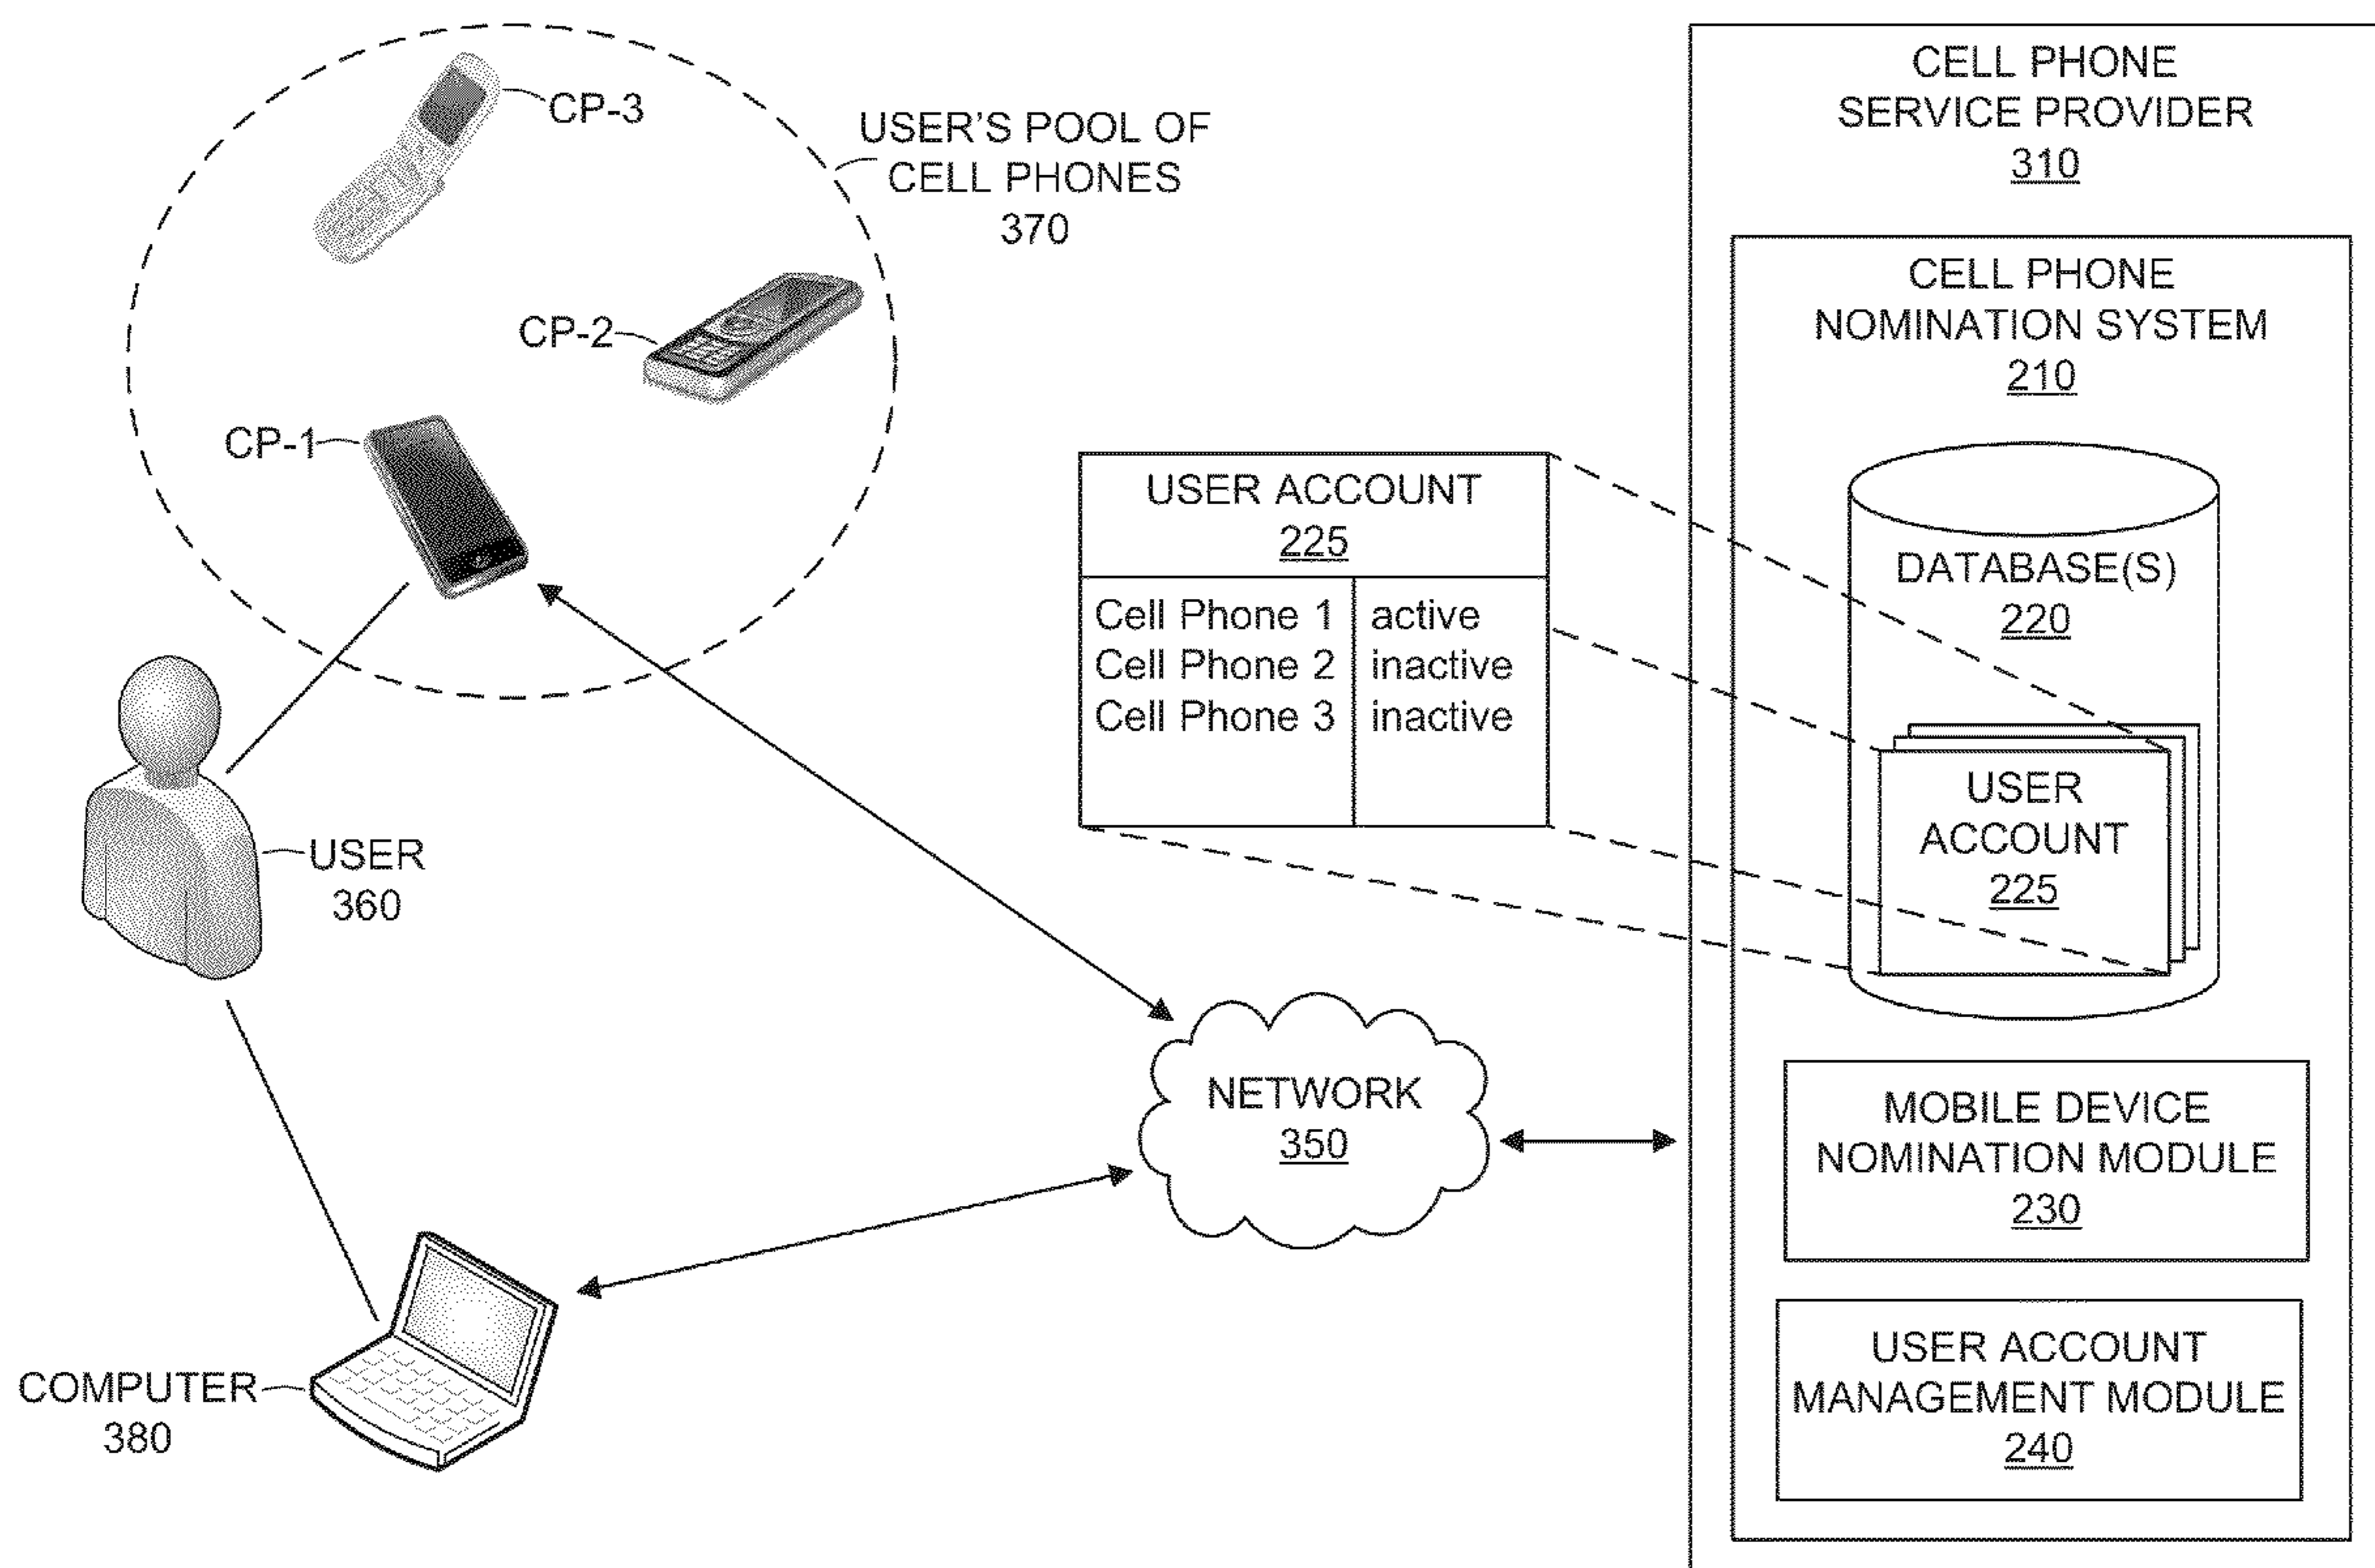 CP-3
USER'S POOL OF
CELL PHONES
370
CP-2
CP-1
USER
360
COMPUTER
380
NETWORK
350
USER ACCOUNT
225
Cell Phone 1 active
Cell Phone 2 inactive
Cell Phone 3 inactive
CELL PHONE
SERVICE PROVIDER
310
CELL PHONE
NOMINATION SYSTEM
210
DATABASE(S)
220
USER
ACCOUNT
225
MOBILE DEVICE
NOMINATION MODULE
230
USER ACCOUNT
MANAGEMENT MODULE
240